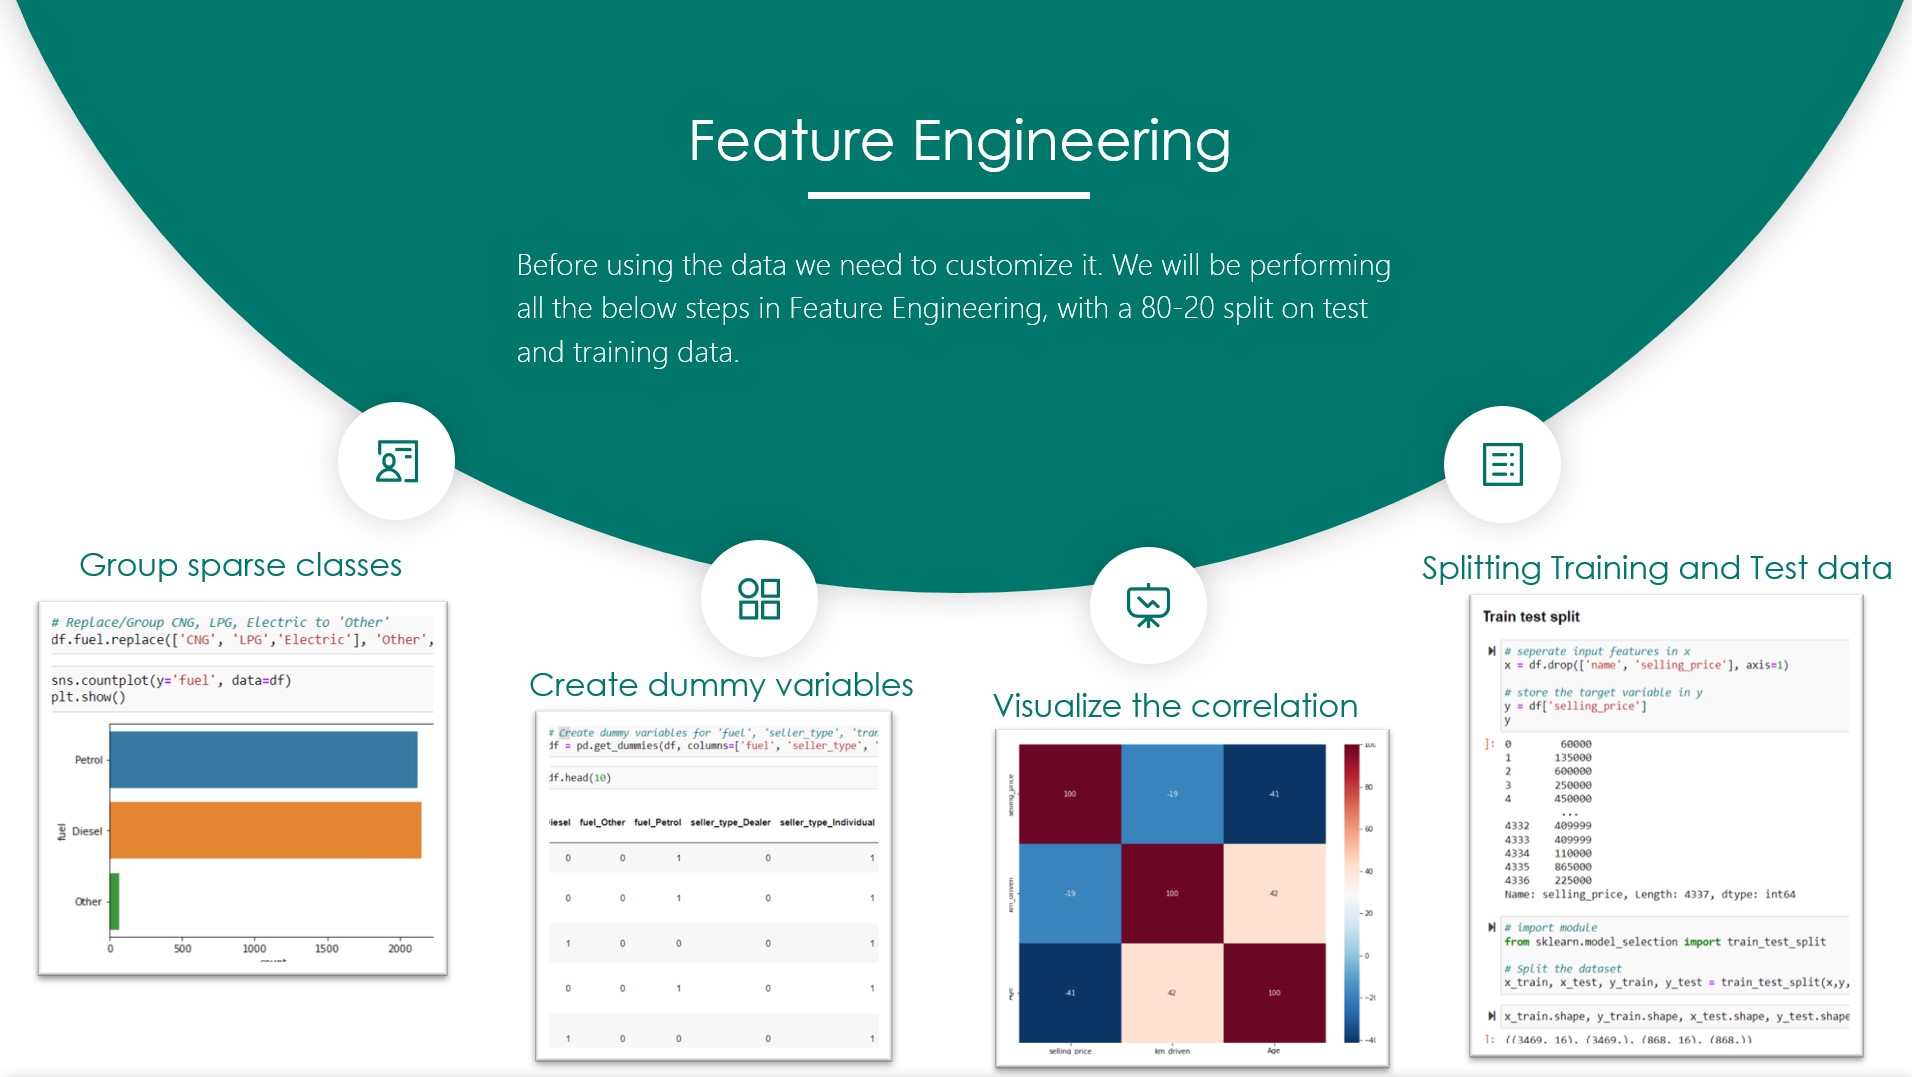 Feature Engineering
Before using the data we need to customize it. We will be performing
all the below steps in Feature Engineering, with a 80-20 split on test
and training data.
Group sparse classes
# Replace/Group CNG, LPG, Electric to 'Other'
df.fuel.replace(['CNG', 'LPG','Electric'], 'Other',
sns.countplot(y='fuel', data=df)
plt.show()
fuel
Petrol
Diesel
Other
0 500 1000 1500 2000
count
Create dummy variables
# Create dummy variables for 'fuel', 'seller_type', 'tran
df = pd.get_dummies(df, columns=['fuel', 'seller_type', '
df.head(10)
iesel fuel_Other fuel_Petrol seller_type_Dealer seller_type_Individual
0 0 1 0 1
0 0 1 0 1
1 0 0 0 1
0 0 1 0 1
1 0 0 0 1
Visualize the correlation
selling_price
100 -19 -41
km_driven
-19 100 42
Age
-41 42 100
selling_price km_driven Age
100
80
60
40
20
0
-20
-40
Splitting Training and Test data
Train test split
# seperate input features in x
x = df.drop(['name', 'selling_price'], axis=1)
# store the target variable in y
y = df['selling_price']
y
]: 0 60000
1 135000
2 600000
3 250000
4 450000
...
4332 409999
4333 409999
4334 110000
4335 865000
4336 225000
Name: selling_price, Length: 4337, dtype: int64
# import module
from sklearn.model_selection import train_test_split
# Split the dataset
x_train, x_test, y_train, y_test = train_test_split(x,y,
x_train.shape, y_train.shape, x_test.shape, y_test.shape
]: ((3469, 16), (3469,), (868, 16), (868,))